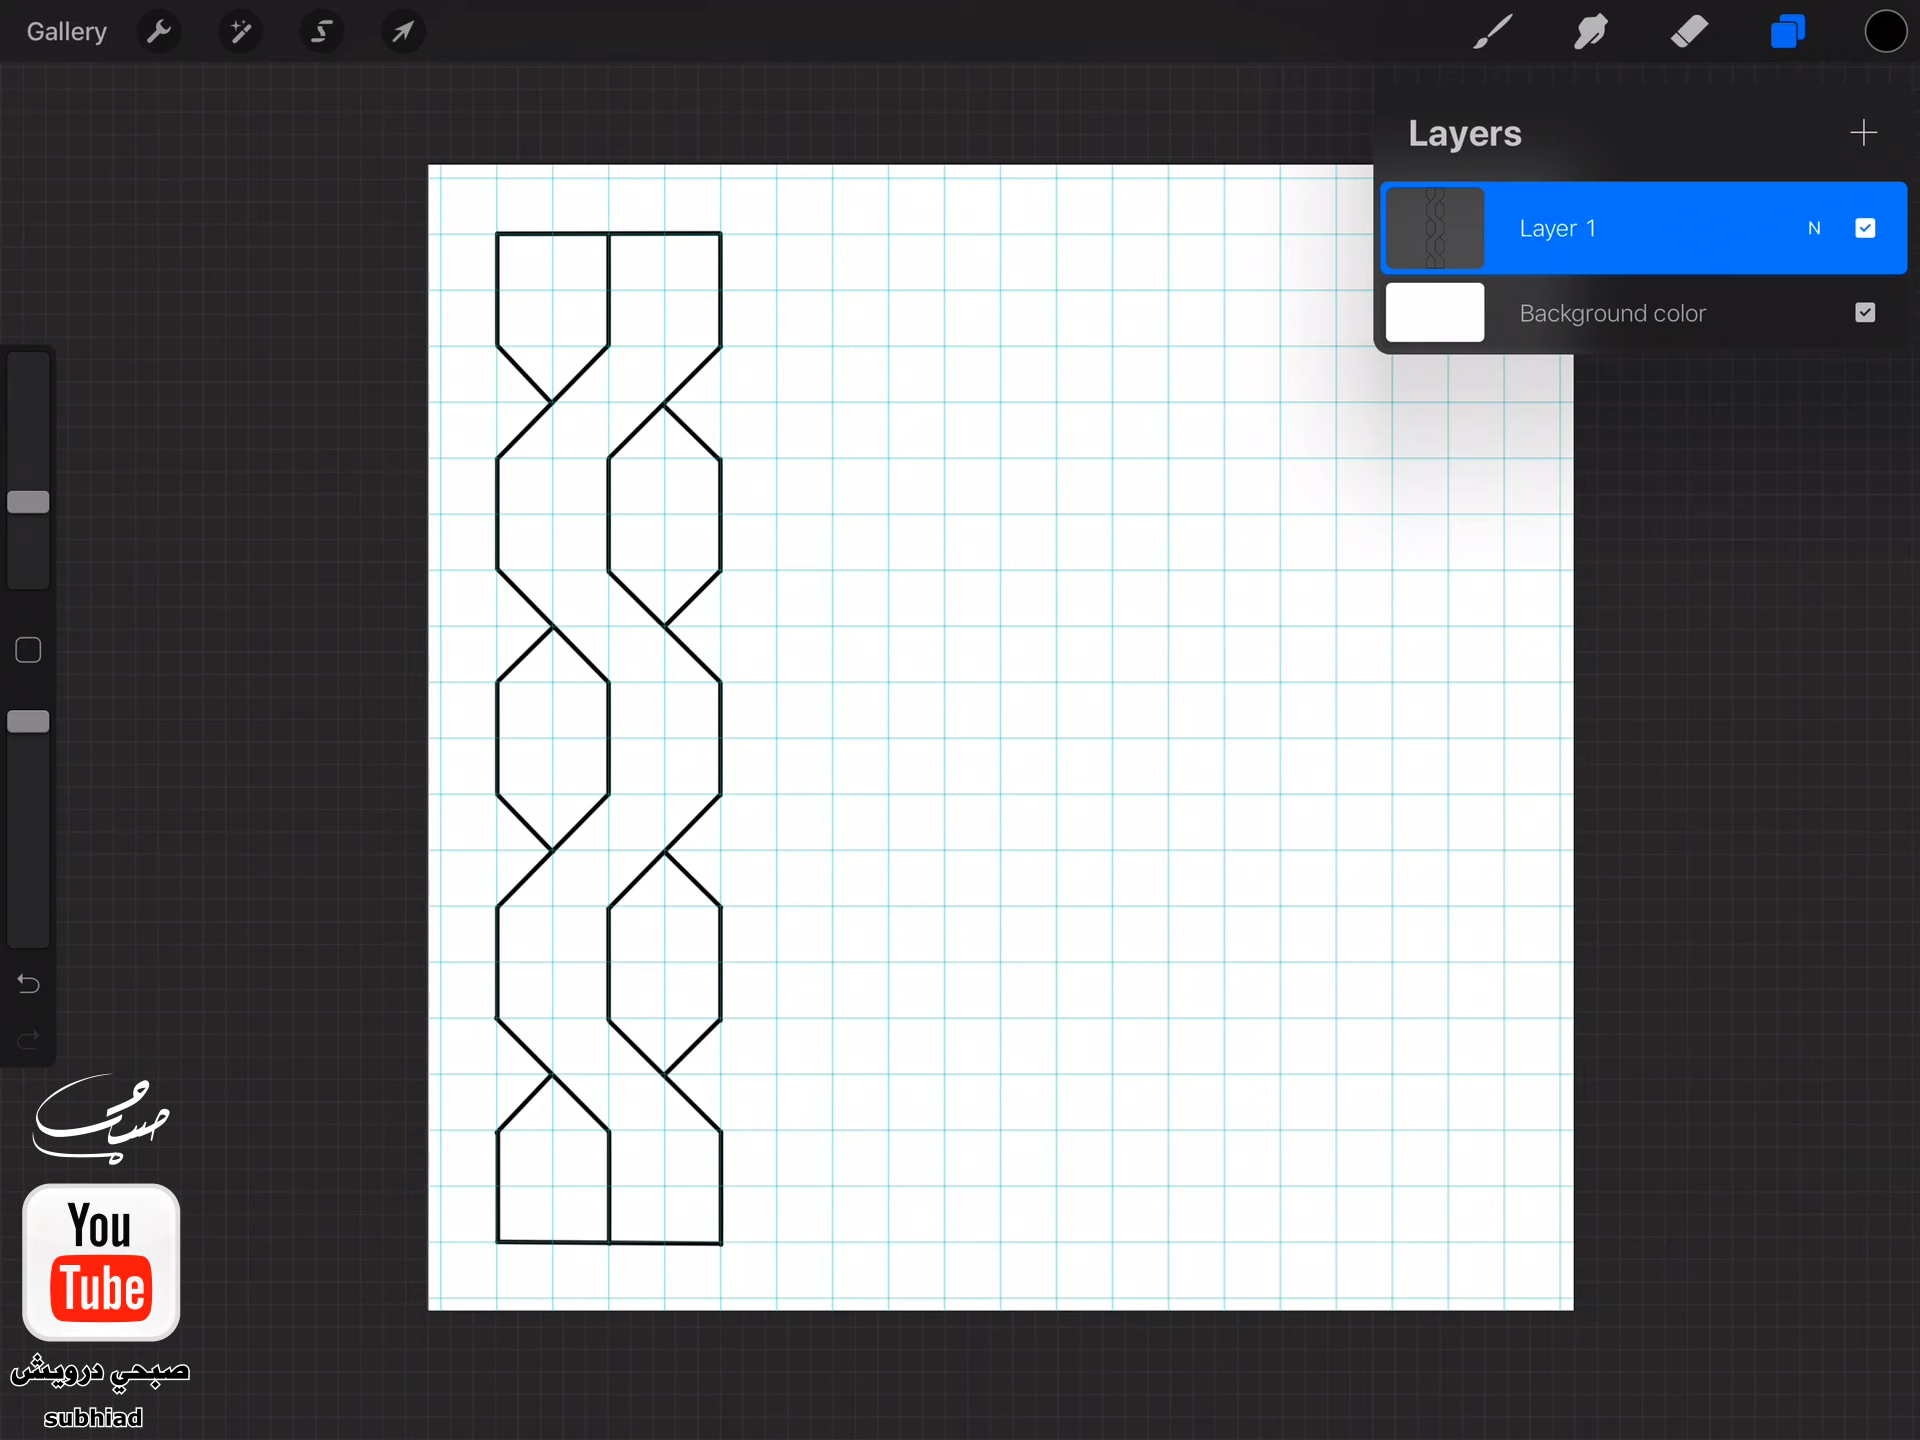 Gallery
Layers
Layer 1
N
Background color
You
Tube
صبحي درويش
subhiad